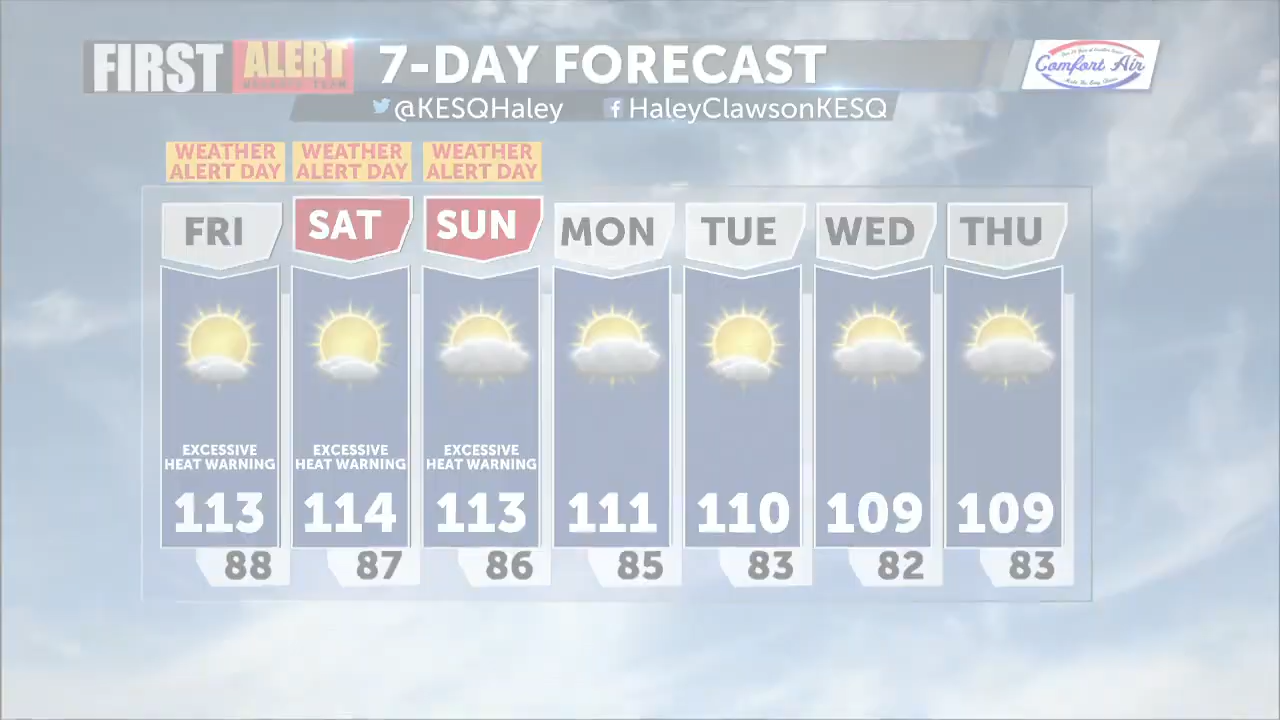 FIRST ALERT 7-DAY FORECAST
WEATHER TEAM
Comfort Air
@KESQHaley HaleyClawsonKESQ
WEATHER ALERT DAY WEATHER ALERT DAY WEATHER ALERT DAY
FRI SAT SUN MON TUE WED THU
EXCESSIVE HEAT WARNING EXCESSIVE HEAT WARNING EXCESSIVE HEAT WARNING
113 114 113 111 110 109 109
88 87 86 85 83 82 83